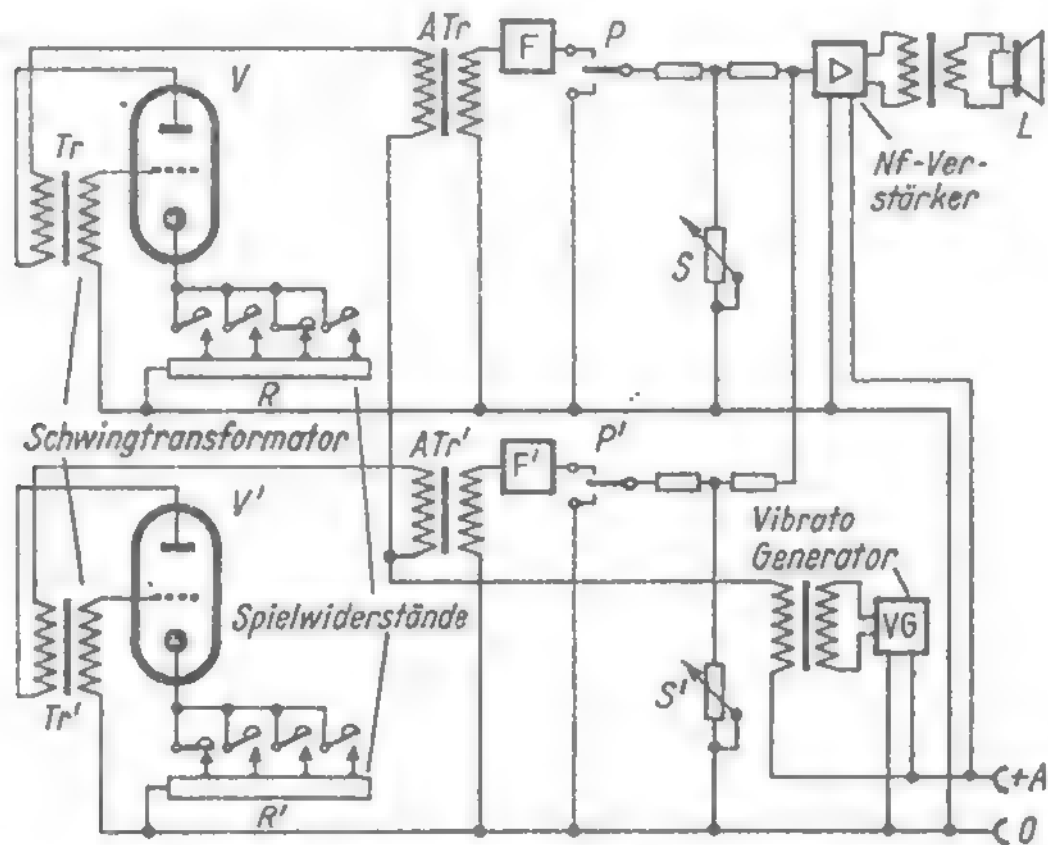 ATr
F
P
V
Tr
L
Nf-Ver-
stärker
S
R
Schwingtransformator
ATr'
F'
P'
V'
Vibrato
Generator
Spielwiderstände
VG
Tr'
S'
+A
R'
0